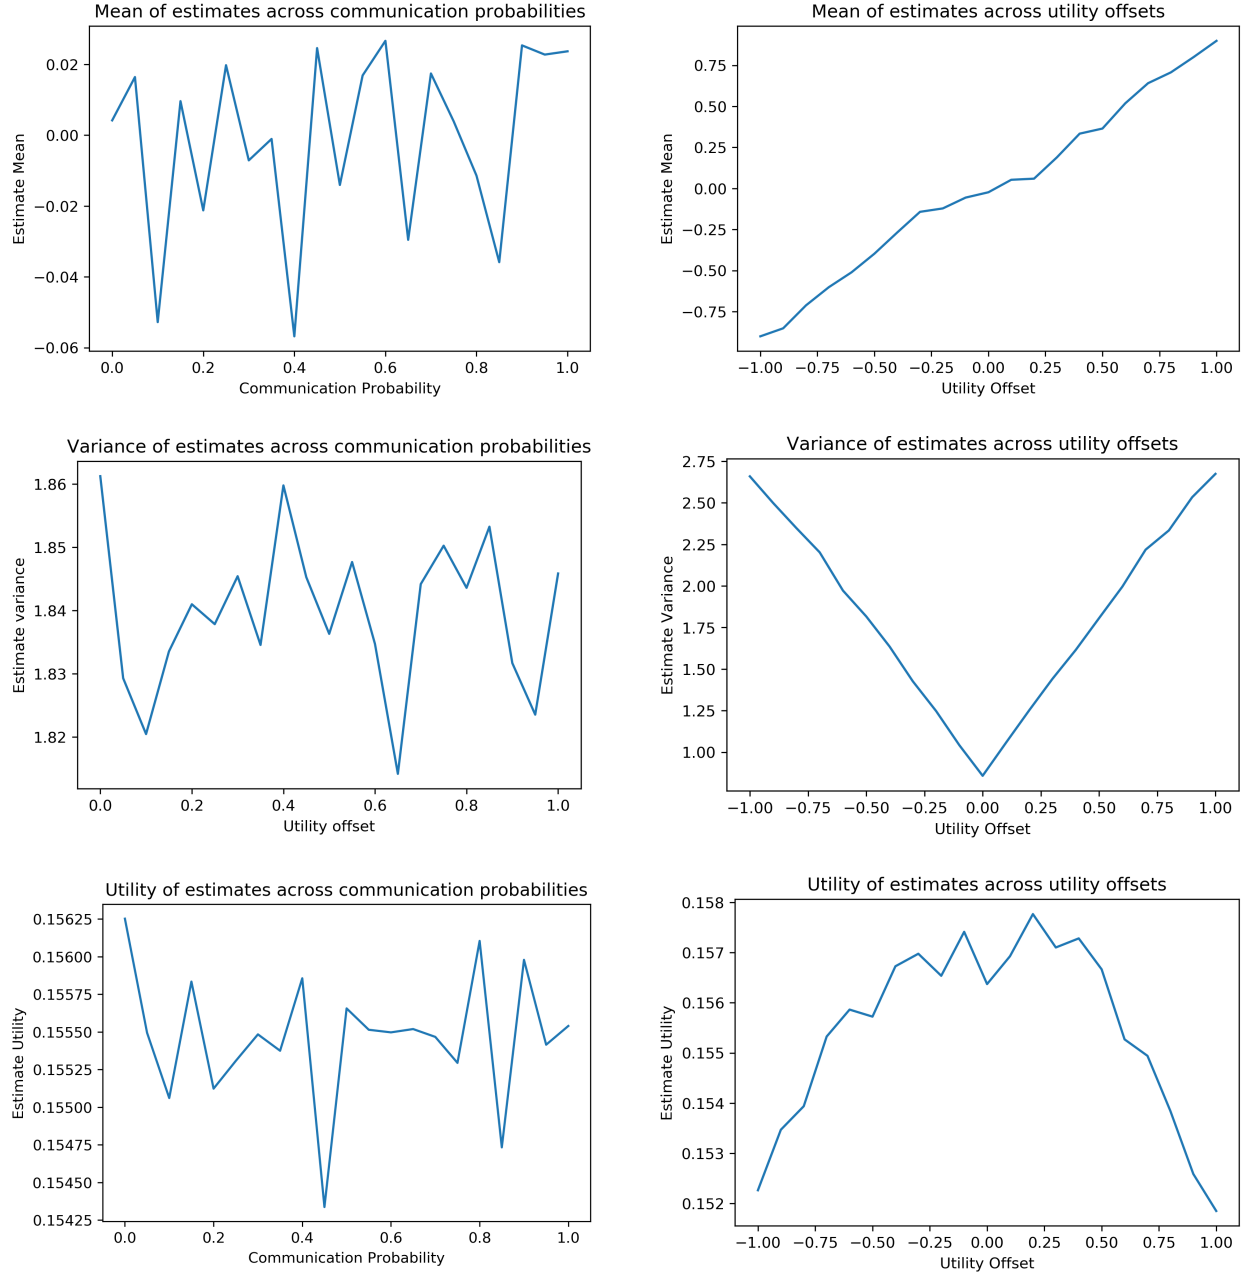 Mean of estimates across communication probabilities
0.02
0.00
−0.02
−0.04
−0.06
Estimate Mean
0.0 0.2 0.4 0.6 0.8 1.0
Communication Probability
Mean of estimates across utility offsets
0.75
0.50
0.25
0.00
−0.25
−0.50
−0.75
Estimate Mean
−1.00 −0.75 −0.50 −0.25 0.00 0.25 0.50 0.75 1.00
Utility Offset
Variance of estimates across communication probabilities
1.86
1.85
1.84
1.83
1.82
Estimate variance
0.0 0.2 0.4 0.6 0.8 1.0
Utility offset
Variance of estimates across utility offsets
2.75
2.50
2.25
2.00
1.75
1.50
1.25
1.00
Estimate Variance
−1.00 −0.75 −0.50 −0.25 0.00 0.25 0.50 0.75 1.00
Utility Offset
Utility of estimates across communication probabilities
0.15625
0.15600
0.15575
0.15550
0.15525
0.15500
0.15475
0.15450
0.15425
Estimate Utility
0.0 0.2 0.4 0.6 0.8 1.0
Communication Probability
Utility of estimates across utility offsets
0.158
0.157
0.156
0.155
0.154
0.153
0.152
Estimate Utility
−1.00 −0.75 −0.50 −0.25 0.00 0.25 0.50 0.75 1.00
Utility Offset